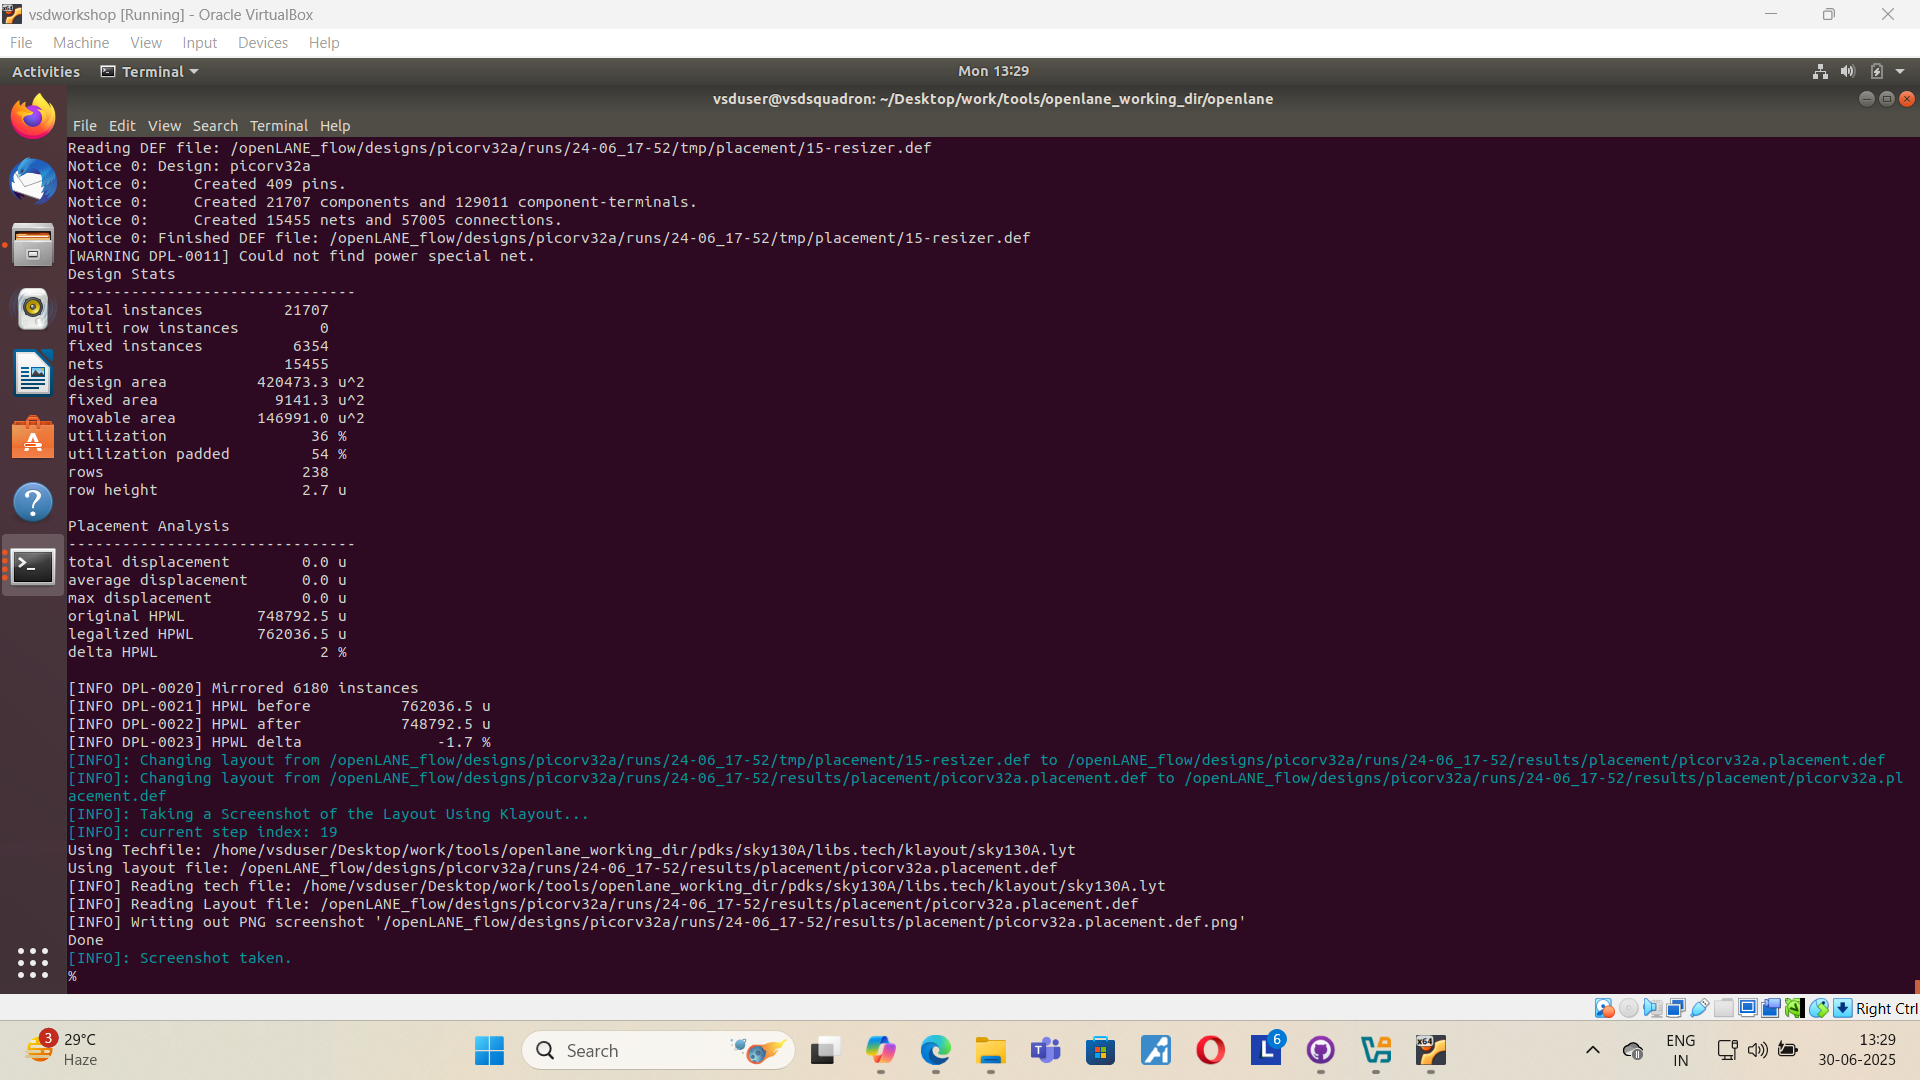 vsdworkshop [Running] - Oracle VirtualBox
File Machine View Input Devices Help
Activities Terminal Mon 13:29
vsduser@vsdsquadron: ~/Desktop/work/tools/openlane_working_dir/openlane
File Edit View Search Terminal Help
Reading DEF file: /openLANE_flow/designs/picorv32a/runs/24-06_17-52/tmp/placement/15-resizer.def
Notice 0: Design: picorv32a
Notice 0:     Created 409 pins.
Notice 0:     Created 21707 components and 129011 component-terminals.
Notice 0:     Created 15455 nets and 57005 connections.
Notice 0: Finished DEF file: /openLANE_flow/designs/picorv32a/runs/24-06_17-52/tmp/placement/15-resizer.def
[WARNING DPL-0011] Could not find power special net.
Design Stats
--------------------------------
total instances         21707
multi row instances         0
fixed instances          6354
nets                    15455
design area          420473.3 u^2
fixed area             9141.3 u^2
movable area         146991.0 u^2
utilization                36 %
utilization padded         54 %
rows                      238
row height                2.7 u
Placement Analysis
--------------------------------
total displacement        0.0 u
average displacement      0.0 u
max displacement          0.0 u
original HPWL        748792.5 u
legalized HPWL       762036.5 u
delta HPWL                  2 %
[INFO DPL-0020] Mirrored 6180 instances
[INFO DPL-0021] HPWL before          762036.5 u
[INFO DPL-0022] HPWL after           748792.5 u
[INFO DPL-0023] HPWL delta               -1.7 %
[INFO]: Changing layout from /openLANE_flow/designs/picorv32a/runs/24-06_17-52/tmp/placement/15-resizer.def to /openLANE_flow/designs/picorv32a/runs/24-06_17-52/results/placement/picorv32a.placement.def
[INFO]: Changing layout from /openLANE_flow/designs/picorv32a/runs/24-06_17-52/results/placement/picorv32a.placement.def to /openLANE_flow/designs/picorv32a/runs/24-06_17-52/results/placement/picorv32a.pl
acement.def
[INFO]: Taking a Screenshot of the Layout Using Klayout...
[INFO]: current step index: 19
Using Techfile: /home/vsduser/Desktop/work/tools/openlane_working_dir/pdks/sky130A/libs.tech/klayout/sky130A.lyt
Using layout file: /openLANE_flow/designs/picorv32a/runs/24-06_17-52/results/placement/picorv32a.placement.def
[INFO] Reading tech file: /home/vsduser/Desktop/work/tools/openlane_working_dir/pdks/sky130A/libs.tech/klayout/sky130A.lyt
[INFO] Reading Layout file: /openLANE_flow/designs/picorv32a/runs/24-06_17-52/results/placement/picorv32a.placement.def
[INFO] Writing out PNG screenshot '/openLANE_flow/designs/picorv32a/runs/24-06_17-52/results/placement/picorv32a.placement.def.png'
Done
[INFO]: Screenshot taken.
%
Right Ctrl
3 29°C
Haze
Search
6
ENG
IN
13:29
30-06-2025